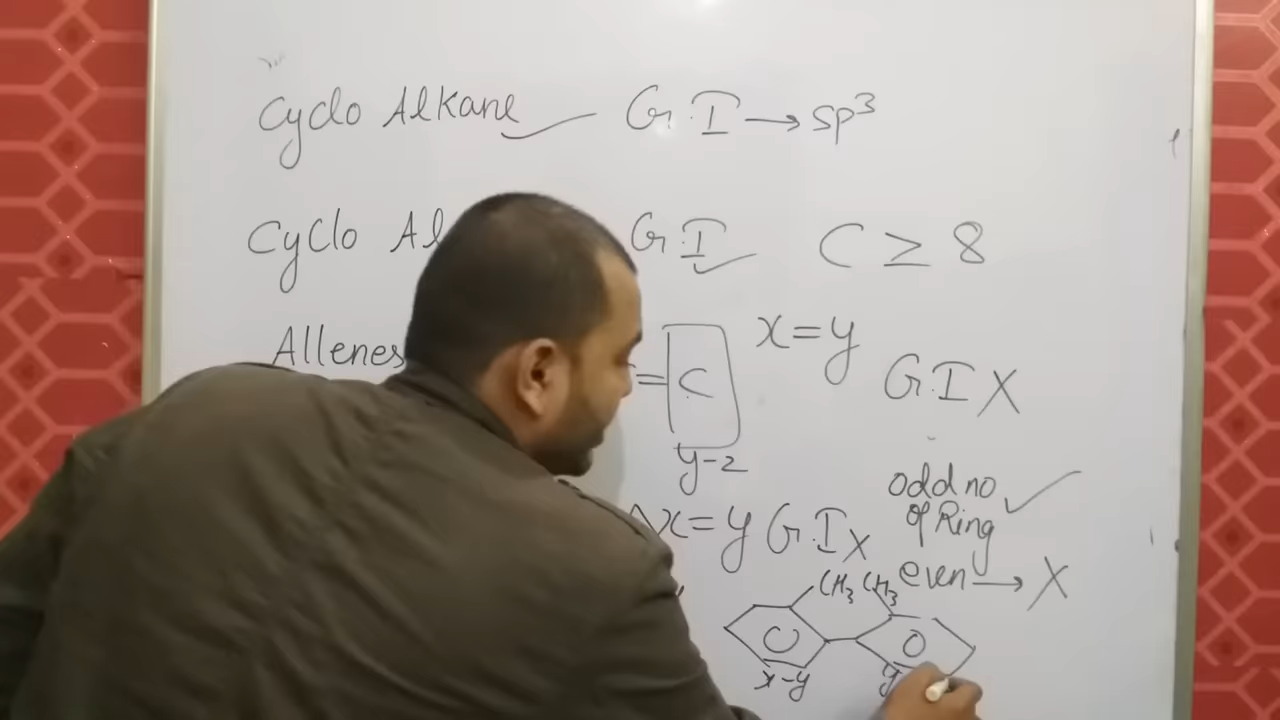 Cyclo Alkane G.I → sp³
Cyclo Al G.I C ≥ 8
Allenes = C x = y G.I X
y-2
odd no
of Ring
x = y G.I X
even → X
CH₃ CH₃
x-y y